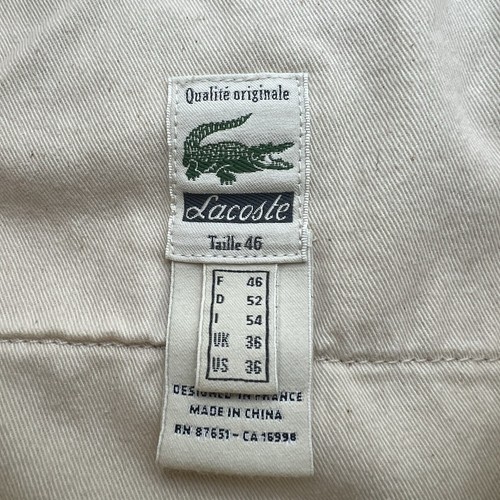 Qualité originale
Lacoste
Taille 46
F 46
D 52
I 54
UK 36
US 36
DESIGNED IN FRANCE
MADE IN CHINA
RN 87651-CA 16998